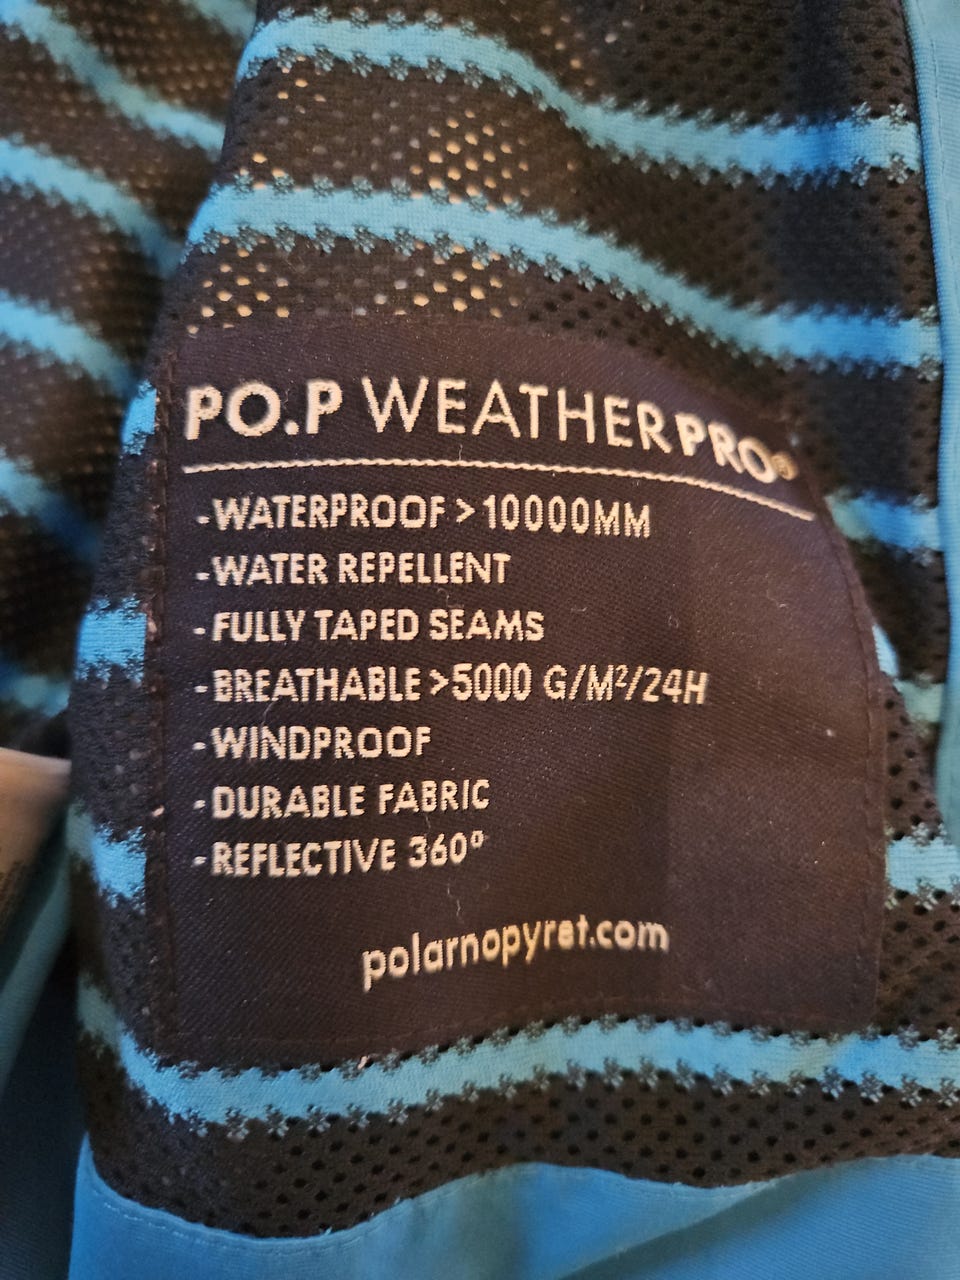 PO.P WEATHERPRO®
-WATERPROOF >10000MM
-WATER REPELLENT
-FULLY TAPED SEAMS
-BREATHABLE >5000 G/M²/24H
-WINDPROOF
-DURABLE FABRIC
-REFLECTIVE 360°
polarnopyret.com